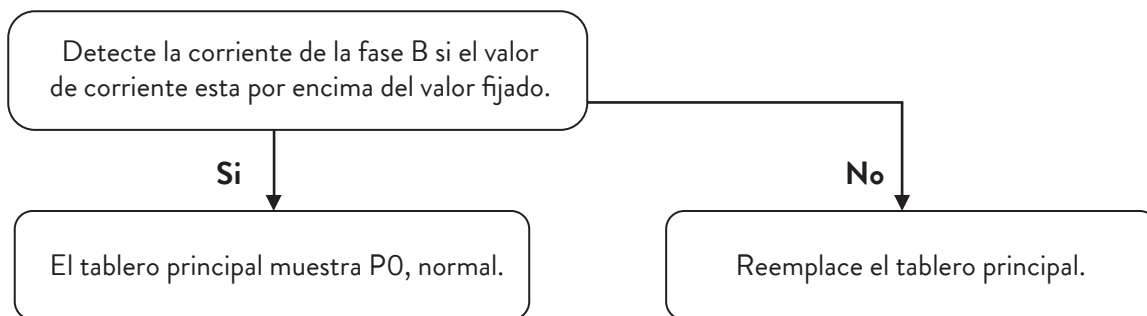 Detecte la corriente de la fase B si el valor
de corriente esta por encima del valor fijado.
Si
No
El tablero principal muestra P0, normal.
Reemplace el tablero principal.